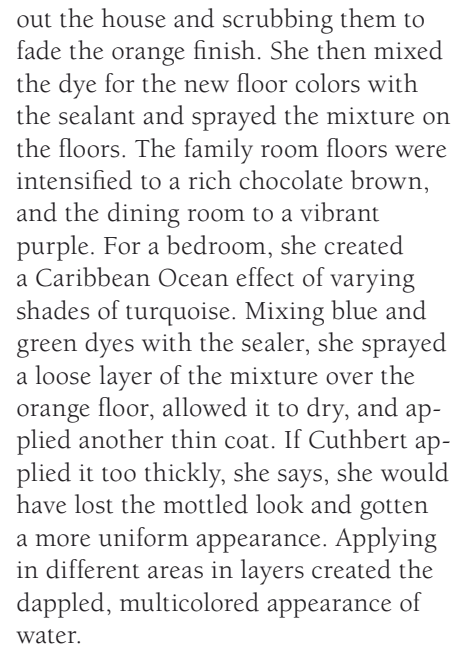 out the house and scrubbing them to
fade the orange finish. She then mixed
the dye for the new floor colors with
the sealant and sprayed the mixture on
the floors. The family room floors were
intensified to a rich chocolate brown,
and the dining room to a vibrant
purple. For a bedroom, she created
a Caribbean Ocean effect of varying
shades of turquoise. Mixing blue and
green dyes with the sealer, she sprayed
a loose layer of the mixture over the
orange floor, allowed it to dry, and ap-
plied another thin coat. If Cuthbert ap-
plied it too thickly, she says, she would
have lost the mottled look and gotten
a more uniform appearance. Applying
in different areas in layers created the
dappled, multicolored appearance of
water.